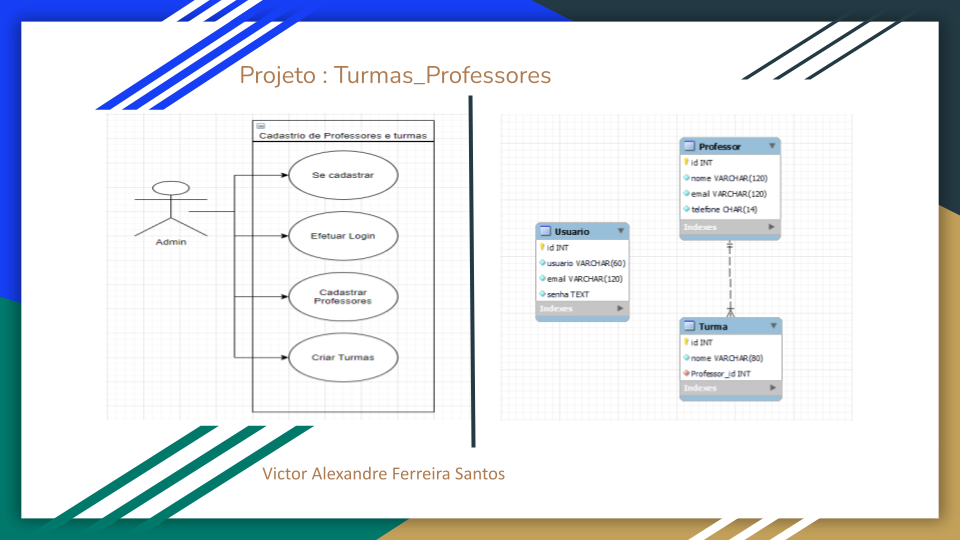 Projeto : Turmas_Professores
Cadastrio de Professores e turmas
Se cadastrar
Efetuar Login
Cadastrar
Professores
Criar Turmas
Admin
Usuario
id INT
usuario VARCHAR(60)
email VARCHAR(120)
senha TEXT
Indexes
Professor
id INT
nome VARCHAR(120)
email VARCHAR(120)
telefone CHAR(14)
Indexes
Turma
id INT
nome VARCHAR(80)
Professor_id INT
Indexes
Victor Alexandre Ferreira Santos